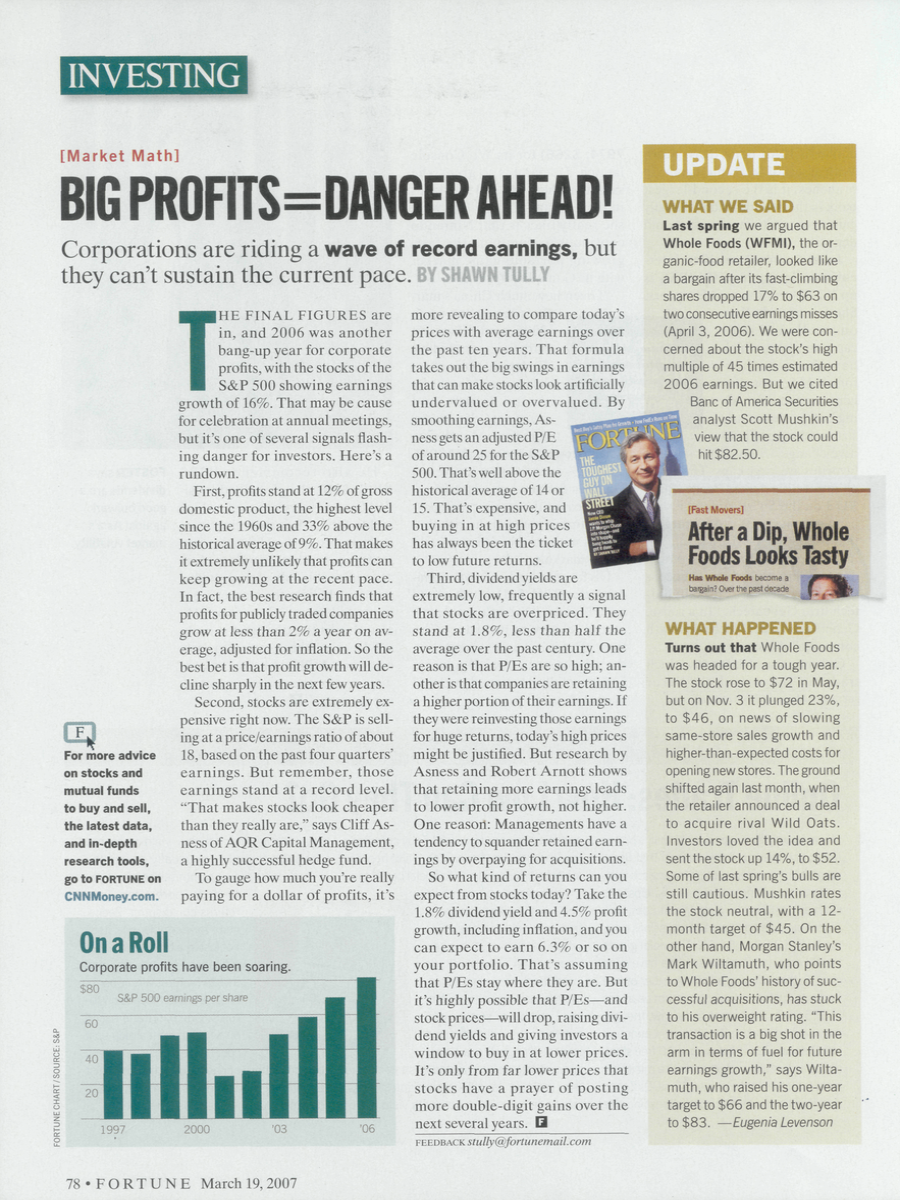 INVESTING
[Market Math]
BIG PROFITS=DANGER AHEAD!
Corporations are riding a wave of record earnings, but
they can't sustain the current pace. BY SHAWN TULLY
THE FINAL FIGURES are
in, and 2006 was another
bang-up year for corporate
profits, with the stocks of the
S&P 500 showing earnings
growth of 16%. That may be cause
for celebration at annual meetings,
but it's one of several signals flash-
ing danger for investors. Here's a
rundown.
First, profits stand at 12% of gross
domestic product, the highest level
since the 1960s and 33% above the
historical average of 9%. That makes
it extremely unlikely that profits can
keep growing at the recent pace.
In fact, the best research finds that
profits for publicly traded companies
grow at less than 2% a year on av-
erage, adjusted for inflation. So the
best bet is that profit growth will de-
cline sharply in the next few years.
Second, stocks are extremely ex-
pensive right now. The S&P is sell-
ing at a price/earnings ratio of about
18, based on the past four quarters'
earnings. But remember, those
earnings stand at a record level.
"That makes stocks look cheaper
than they really are," says Cliff As-
ness of AQR Capital Management,
a highly successful hedge fund.
To gauge how much you're really
paying for a dollar of profits, it's
more revealing to compare today's
prices with average earnings over
the past ten years. That formula
takes out the big swings in earnings
that can make stocks look artificially
undervalued or overvalued. By
smoothing earnings, As-
ness gets an adjusted P/E
of around 25 for the S&P
500. That's well above the
historical average of 14 or
15. That's expensive, and
buying in at high prices
has always been the ticket
to low future returns.
Third, dividend yields are
extremely low, frequently a signal
that stocks are overpriced. They
stand at 1.8%, less than half the
average over the past century. One
reason is that P/Es are so high; an-
other is that companies are retaining
a higher portion of their earnings. If
they were reinvesting those earnings
for huge returns, today's high prices
might be justified. But research by
Asness and Robert Arnott shows
that retaining more earnings leads
to lower profit growth, not higher.
One reason: Managements have a
tendency to squander retained earn-
ings by overpaying for acquisitions.
So what kind of returns can you
expect from stocks today? Take the
1.8% dividend yield and 4.5% profit
growth, including inflation, and you
can expect to earn 6.3% or so on
your portfolio. That's assuming
that P/Es stay where they are. But
it's highly possible that P/Es—and
stock prices—will drop, raising divi-
dend yields and giving investors a
window to buy in at lower prices.
It's only from far lower prices that
stocks have a prayer of posting
more double-digit gains over the
next several years. F
FEEDBACK stully@fortunemail.com
F
For more advice
on stocks and
mutual funds
to buy and sell,
the latest data,
and in-depth
research tools,
go to FORTUNE on
CNNMoney.com.
On a Roll
Corporate profits have been soaring.
$80
S&P 500 earnings per share
60
40
20
1997
2000
'03
'06
FORTUNE CHART / SOURCE: S&P
UPDATE
WHAT WE SAID
Last spring we argued that
Whole Foods (WFMI), the or-
ganic-food retailer, looked like
a bargain after its fast-climbing
shares dropped 17% to $63 on
two consecutive earnings misses
(April 3, 2006). We were con-
cerned about the stock's high
multiple of 45 times estimated
2006 earnings. But we cited
Banc of America Securities
analyst Scott Mushkin's
view that the stock could
hit $82.50.
FORTUNE
THE
TOUGHEST
GUY ON
WALL
STREET
[Fast Movers]
After a Dip, Whole
Foods Looks Tasty
Has Whole Foods become a
bargain? Over the past decade
WHAT HAPPENED
Turns out that Whole Foods
was headed for a tough year.
The stock rose to $72 in May,
but on Nov. 3 it plunged 23%,
to $46, on news of slowing
same-store sales growth and
higher-than-expected costs for
opening new stores. The ground
shifted again last month, when
the retailer announced a deal
to acquire rival Wild Oats.
Investors loved the idea and
sent the stock up 14%, to $52.
Some of last spring's bulls are
still cautious. Mushkin rates
the stock neutral, with a 12-
month target of $45. On the
other hand, Morgan Stanley's
Mark Wiltamuth, who points
to Whole Foods' history of suc-
cessful acquisitions, has stuck
to his overweight rating. "This
transaction is a big shot in the
arm in terms of fuel for future
earnings growth," says Wilta-
muth, who raised his one-year
target to $66 and the two-year
to $83. —Eugenia Levenson
78 • FORTUNE March 19, 2007